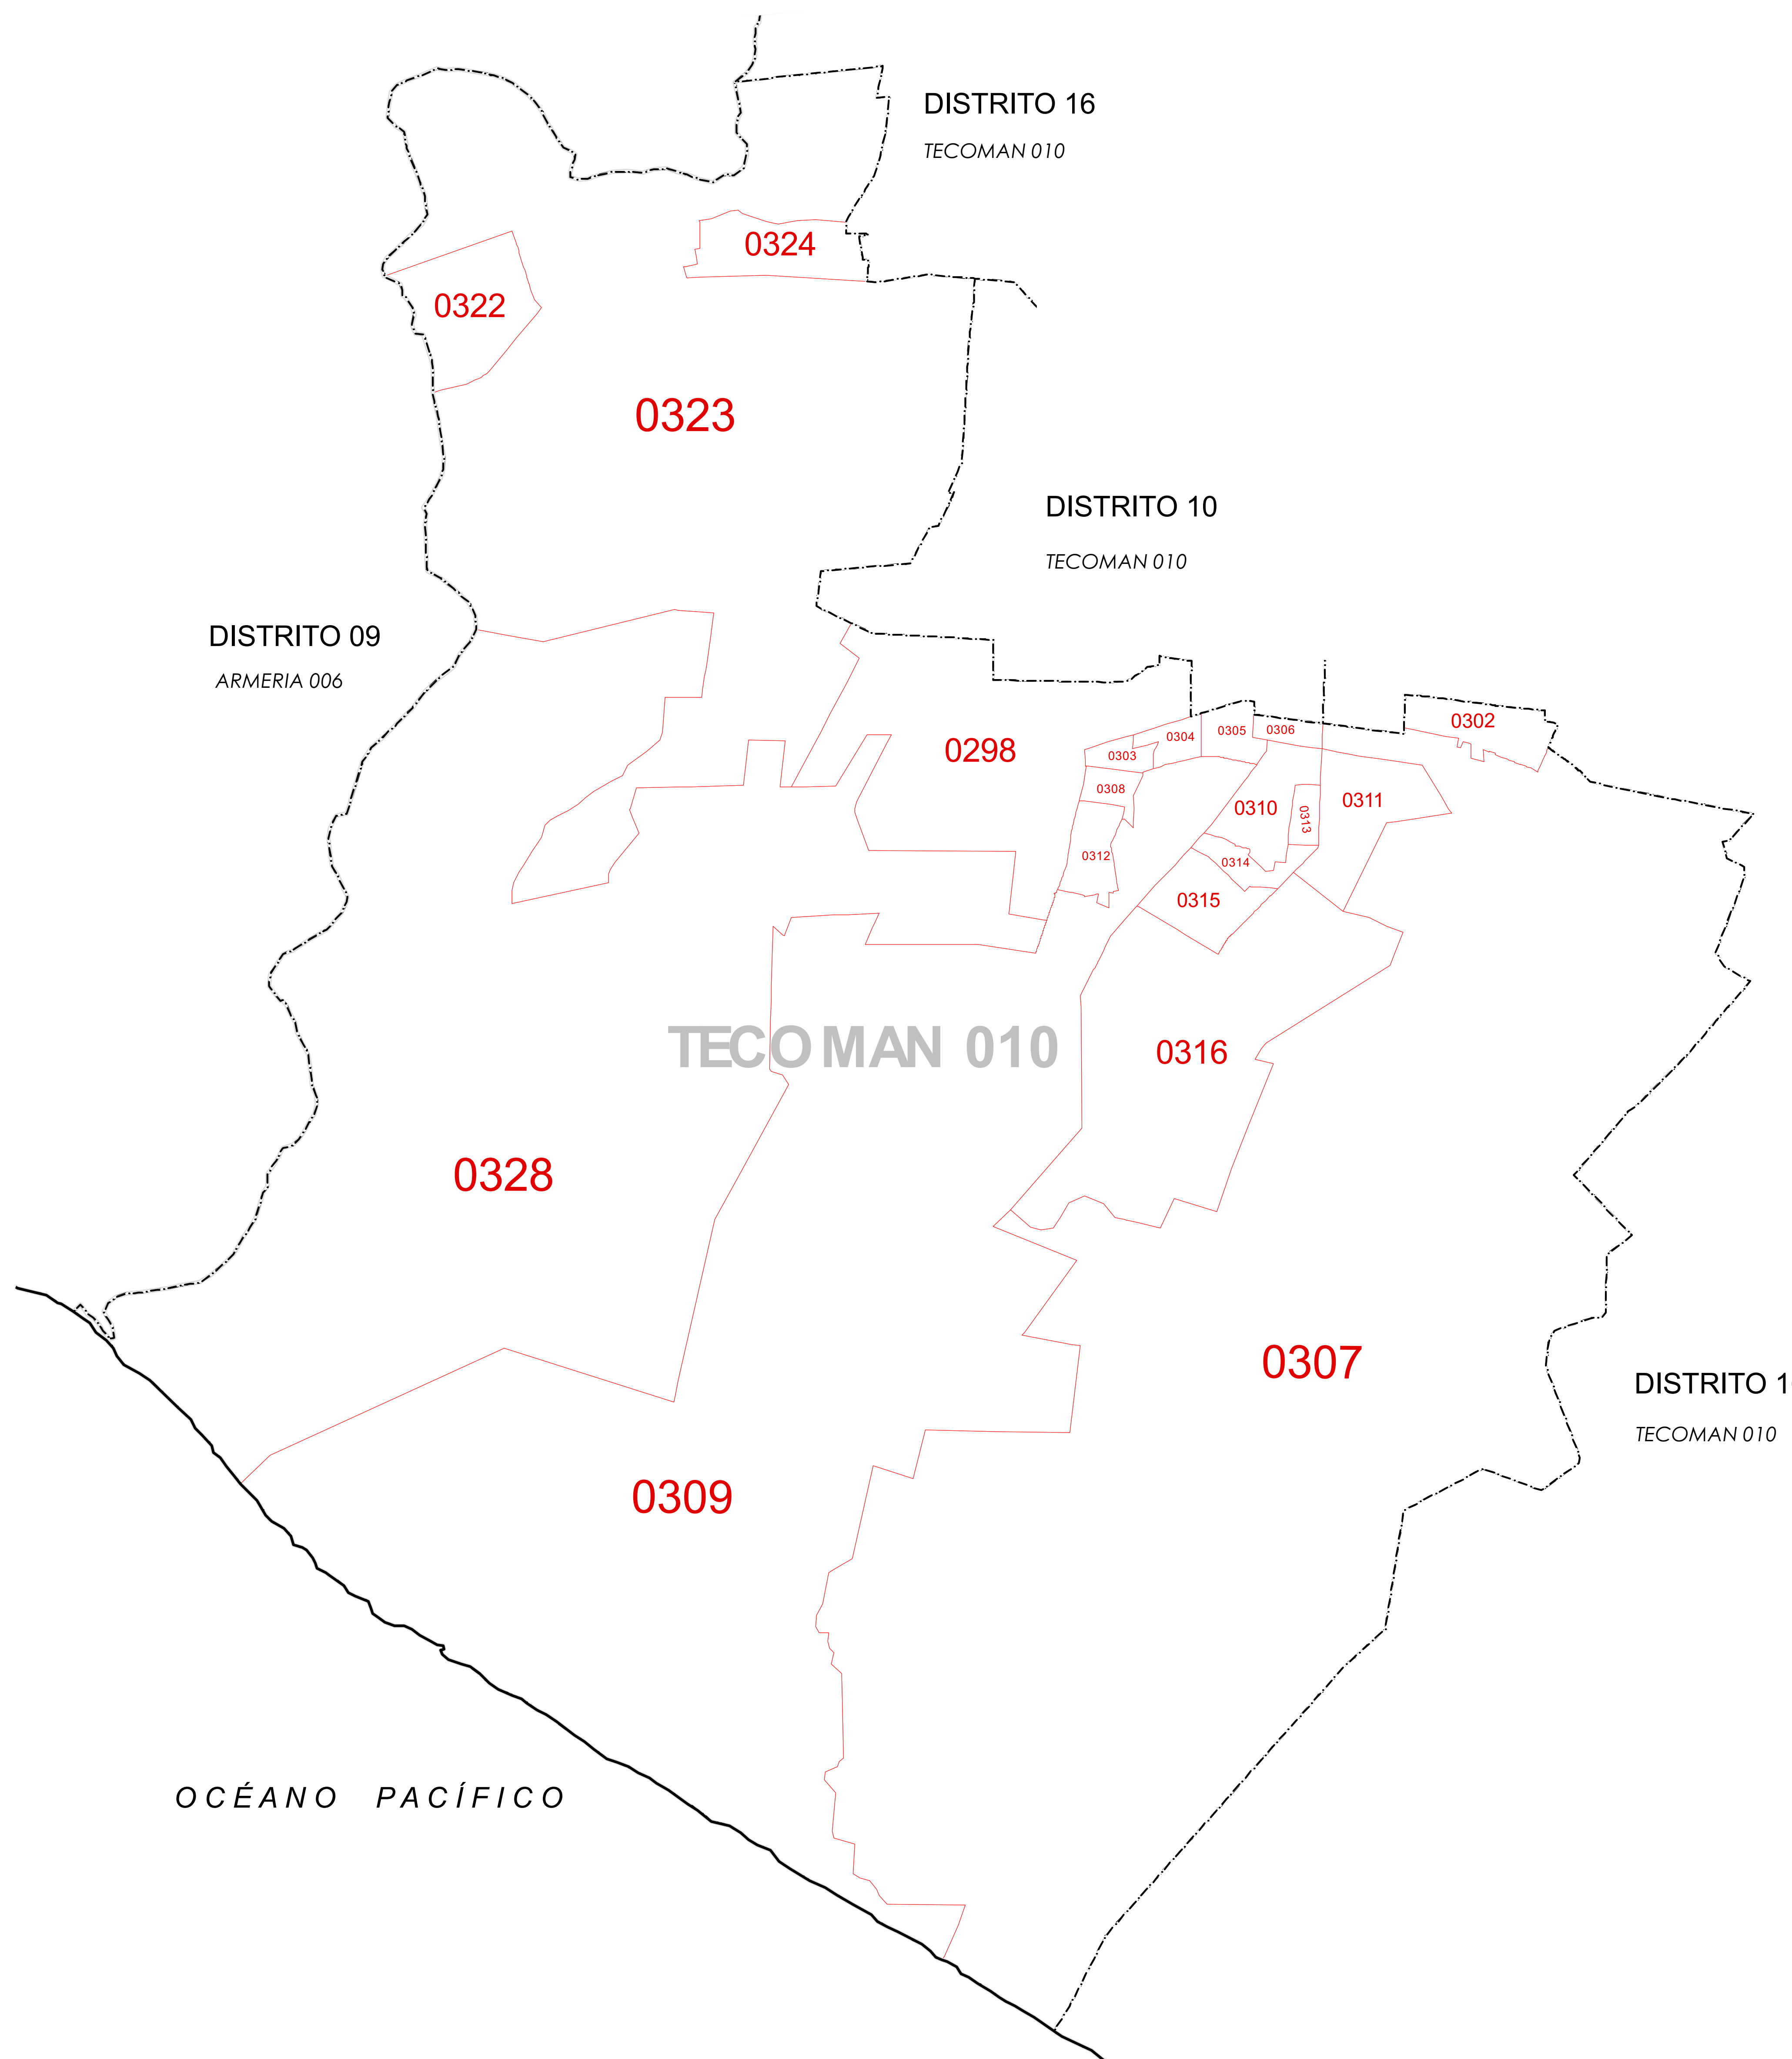 DISTRITO 16
TECOMAN 010
0324
0322
0323
DISTRITO 10
TECOMAN 010
DISTRITO 09
ARMERIA 006
0302
0304
0305
0306
0298
0303
0308
0310
0313
0311
0312
0314
0315
TECOMAN 010
0316
0328
0307
DISTRITO 1
TECOMAN 010
0309
OCÉANO PACÍFICO